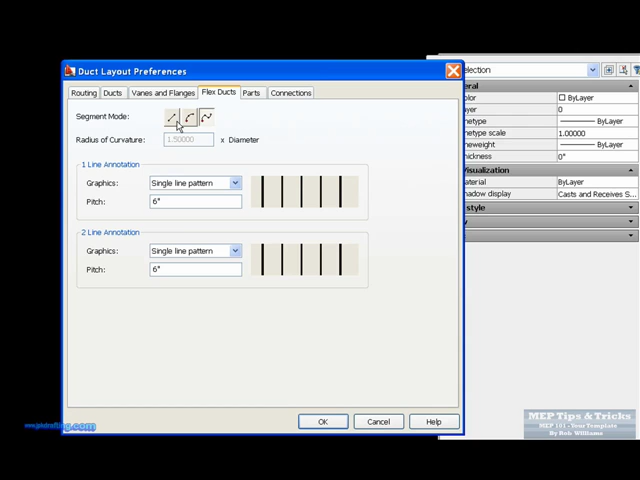 Duct Layout Preferences
Routing Ducts Vanes and Flanges Flex Ducts Parts Connections
Segment Mode:
Radius of Curvature: 1.50000 x Diameter
1 Line Annotation
Graphics: Single line pattern
Pitch: 6"
2 Line Annotation
Graphics: Single line pattern
Pitch: 6"
OK Cancel Help
election
eral
olor ByLayer
ayer 0
netype ByLayer
netype scale 1.00000
neweight ByLayer
hickness 0"
Visualization
aterial ByLayer
hadow display Casts and Receives S...
style
MEP Tips & Tricks
MEP 101 - Your Template
By Rob Williams